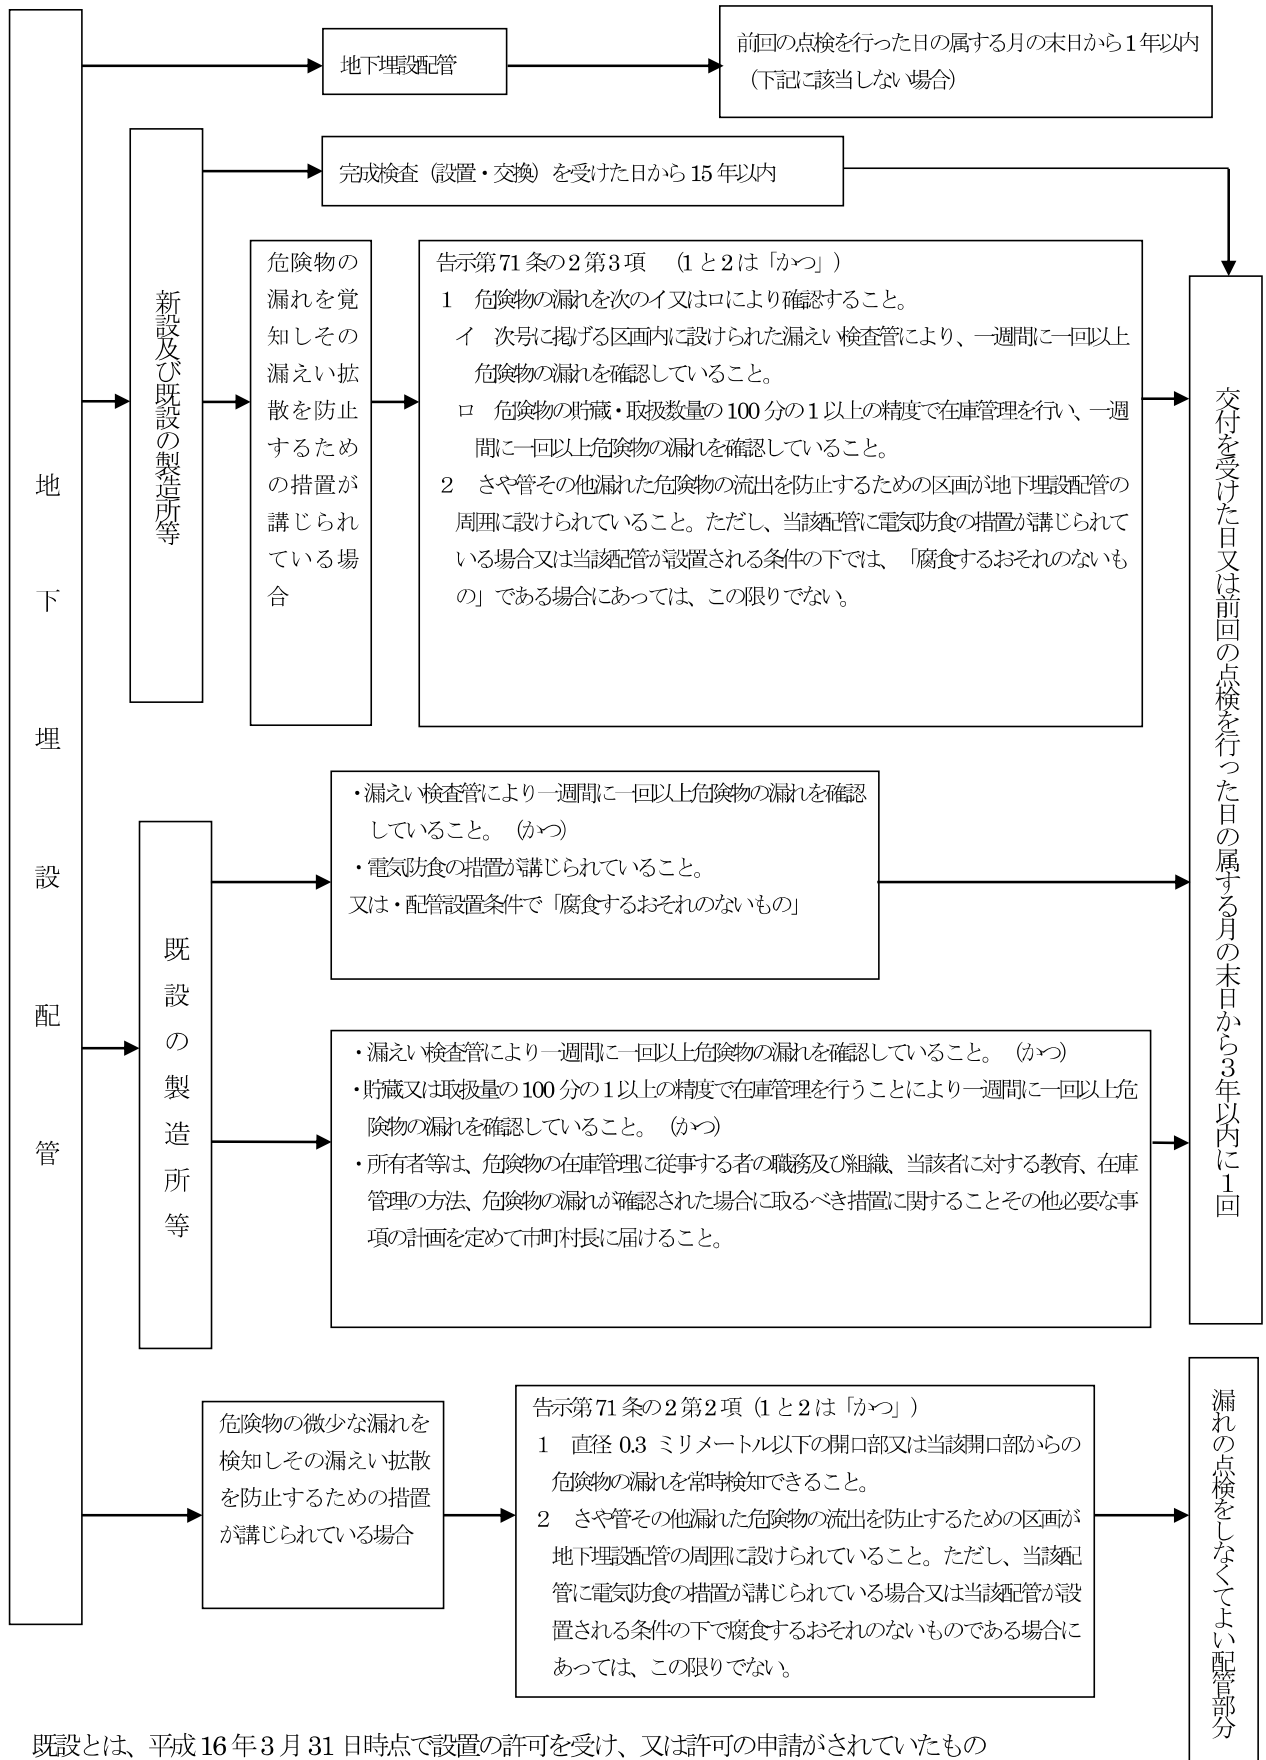 地下埋設配管
地下埋設配管
前回の点検を行った日の属する月の末日から1年以内
（下記に該当しない場合）
新設及び既設の製造所等
完成検査（設置・交換）を受けた日から15年以内
危険物の
漏れを覚
知しその
漏えい拡
散を防止
するため
の措置が
講じられ
ている場
合
告示第71条の2第3項　（1と2は「かつ」）
1　危険物の漏れを次のイ又はロにより確認すること。
イ　次号に掲げる区画内に設けられた漏えい検査管により、一週間に一回以上
危険物の漏れを確認していること。
ロ　危険物の貯蔵・取扱数量の100分の1以上の精度で在庫管理を行い、一週
間に一回以上危険物の漏れを確認していること。
2　さや管その他漏れた危険物の流出を防止するための区画が地下埋設配管の
周囲に設けられていること。ただし、当該配管に電気防食の措置が講じられて
いる場合又は当該配管が設置される条件の下では、「腐食するおそれのないも
の」である場合にあっては、この限りでない。
交付を受けた日又は前回の点検を行った日の属する月の末日から3年以内に1回
既設の製造所等
・漏えい検査管により一週間に一回以上危険物の漏れを確認
していること。（かつ）
・電気防食の措置が講じられていること。
又は・配管設置条件で「腐食するおそれのないもの」
・漏えい検査管により一週間に一回以上危険物の漏れを確認していること。（かつ）
・貯蔵又は取扱量の100分の1以上の精度で在庫管理を行うことにより一週間に一回以上危
険物の漏れを確認していること。（かつ）
・所有者等は、危険物の在庫管理に従事する者の職務及び組織、当該者に対する教育、在庫
管理の方法、危険物の漏れが確認された場合に取るべき措置に関することその他必要な事
項の計画を定めて市町村長に届けること。
危険物の微少な漏れを
検知しその漏えい拡散
を防止するための措置
が講じられている場合
告示第71条の2第2項（1と2は「かつ」）
1　直径0.3ミリメートル以下の開口部又は当該開口部からの
危険物の漏れを常時検知できること。
2　さや管その他漏れた危険物の流出を防止するための区画が
地下埋設配管の周囲に設けられていること。ただし、当該配
管に電気防食の措置が講じられている場合又は当該配管が設
置される条件の下で腐食するおそれのないものである場合に
あっては、この限りでない。
漏れの点検をしなくてよい配管部分
既設とは、平成16年3月31日時点で設置の許可を受け、又は許可の申請がされていたもの